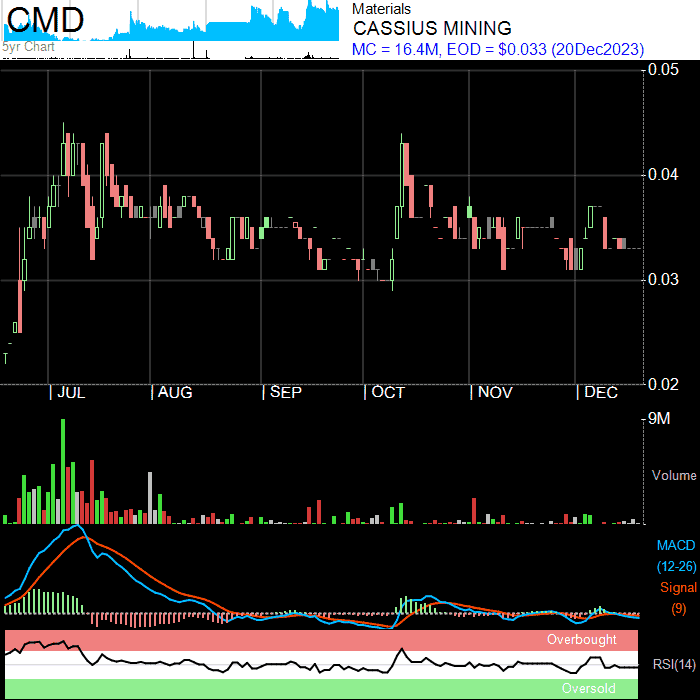 CMD
5yr Chart
Materials
CASSIUS MINING
MC = 16.4M, EOD = $0.033 (20Dec2023)
0.05
0.04
0.03
0.02
| JUL | AUG | SEP | OCT | NOV | DEC
9M
Volume
MACD
(12-26)
Signal
(9)
Overbought
RSI(14)
Oversold